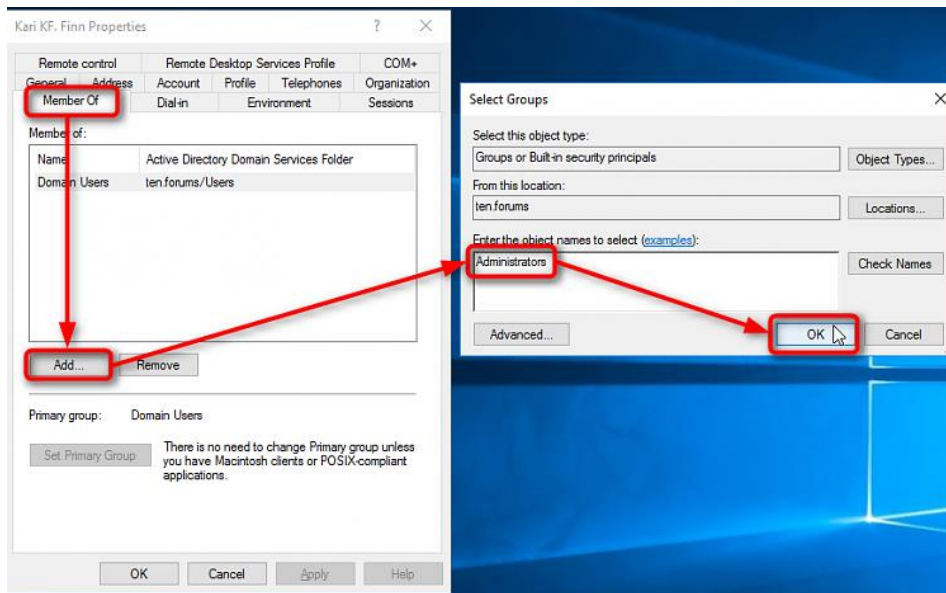 Kari KF. Finn Properties
?
Remote control Remote Desktop Services Profile COM+
General Address Account Profile Telephones Organization
Member Of Dial-in Environment Sessions
Member of:
Name Active Directory Domain Services Folder
Domain Users ten.forums/Users
Add... Remove
Primary group: Domain Users
Set Primary Group
There is no need to change Primary group unless
you have Macintosh clients or POSIX-compliant
applications.
OK Cancel Apply Help
Select Groups
Select this object type:
Groups or Built-in security principals Object Types...
From this location:
ten.forums Locations...
Enter the object names to select (examples):
Administrators Check Names
Advanced... OK Cancel